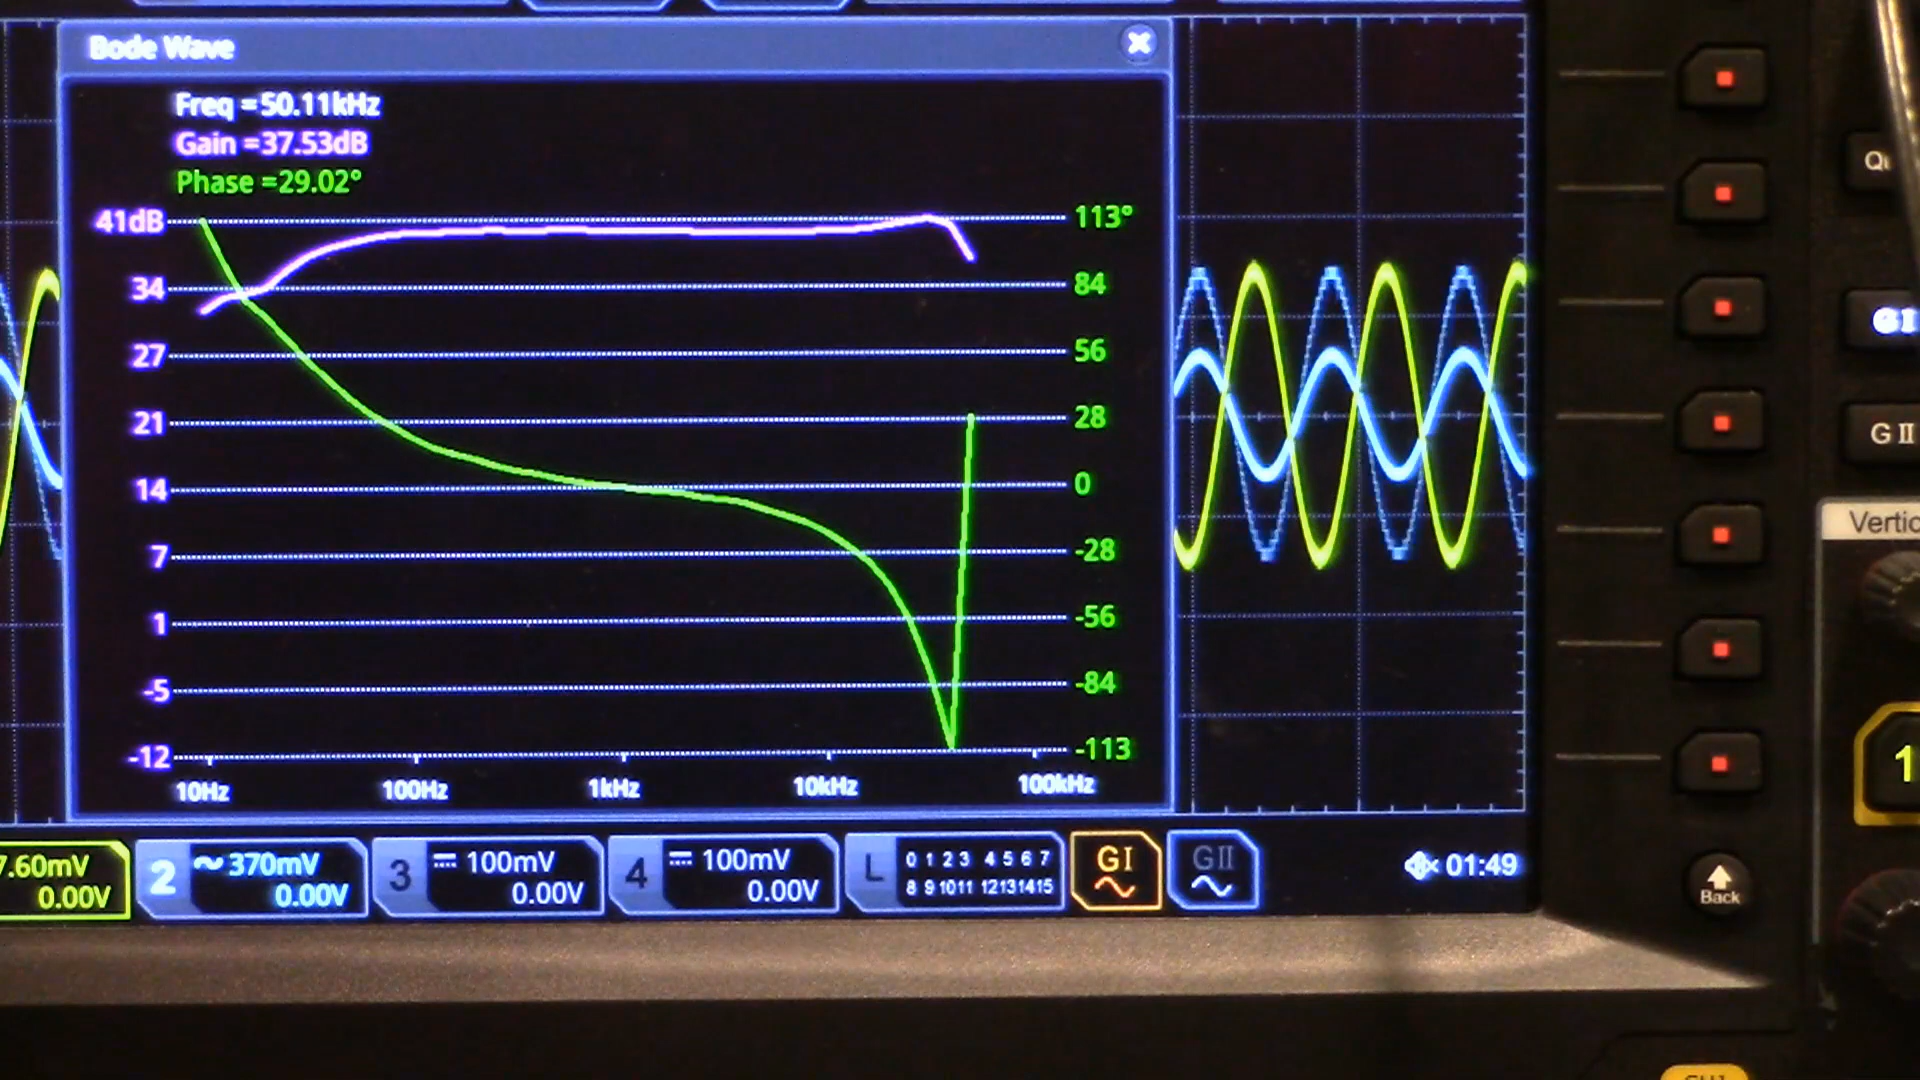 Bode Wave
Freq =50.11kHz
Gain =37.53dB
Phase =29.02°
41dB 113°
34 84
27 56
21 28
14 0
7 -28
1 -56
-5 -84
-12 -113
10Hz 100Hz 1kHz 10kHz 100kHz
7.60mV
0.00V
2 370mV
0.00V
3 100mV
0.00V
4 100mV
0.00V
L 0 1 2 3 4 5 6 7
8 9 10 11 12 13 14 15
GI
GII
01:49
Back
GI
GII
1